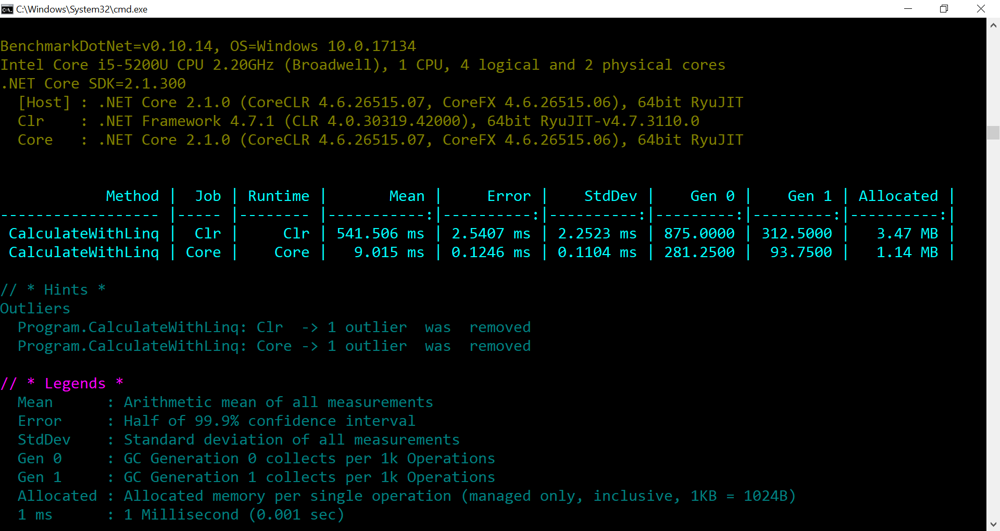 C:\Windows\System32\cmd.exe
BenchmarkDotNet=v0.10.14, OS=Windows 10.0.17134
Intel Core i5-5200U CPU 2.20GHz (Broadwell), 1 CPU, 4 logical and 2 physical cores
.NET Core SDK=2.1.300
  [Host] : .NET Core 2.1.0 (CoreCLR 4.6.26515.07, CoreFX 4.6.26515.06), 64bit RyuJIT
  Clr    : .NET Framework 4.7.1 (CLR 4.0.30319.42000), 64bit RyuJIT-v4.7.3110.0
  Core   : .NET Core 2.1.0 (CoreCLR 4.6.26515.07, CoreFX 4.6.26515.06), 64bit RyuJIT
            Method |  Job | Runtime |       Mean |     Error |    StdDev |    Gen 0 |    Gen 1 | Allocated |
------------------ |----- |-------- |-----------:|----------:|----------:|---------:|---------:|----------:|
 CalculateWithLinq |  Clr |     Clr | 541.506 ms | 2.5407 ms | 2.2523 ms | 875.0000 | 312.5000 |   3.47 MB |
 CalculateWithLinq | Core |    Core |   9.015 ms | 0.1246 ms | 0.1104 ms | 281.2500 |  93.7500 |   1.14 MB |
// * Hints *
Outliers
  Program.CalculateWithLinq: Clr  -> 1 outlier  was  removed
  Program.CalculateWithLinq: Core -> 1 outlier  was  removed
// * Legends *
  Mean      : Arithmetic mean of all measurements
  Error     : Half of 99.9% confidence interval
  StdDev    : Standard deviation of all measurements
  Gen 0     : GC Generation 0 collects per 1k Operations
  Gen 1     : GC Generation 1 collects per 1k Operations
  Allocated : Allocated memory per single operation (managed only, inclusive, 1KB = 1024B)
  1 ms      : 1 Millisecond (0.001 sec)